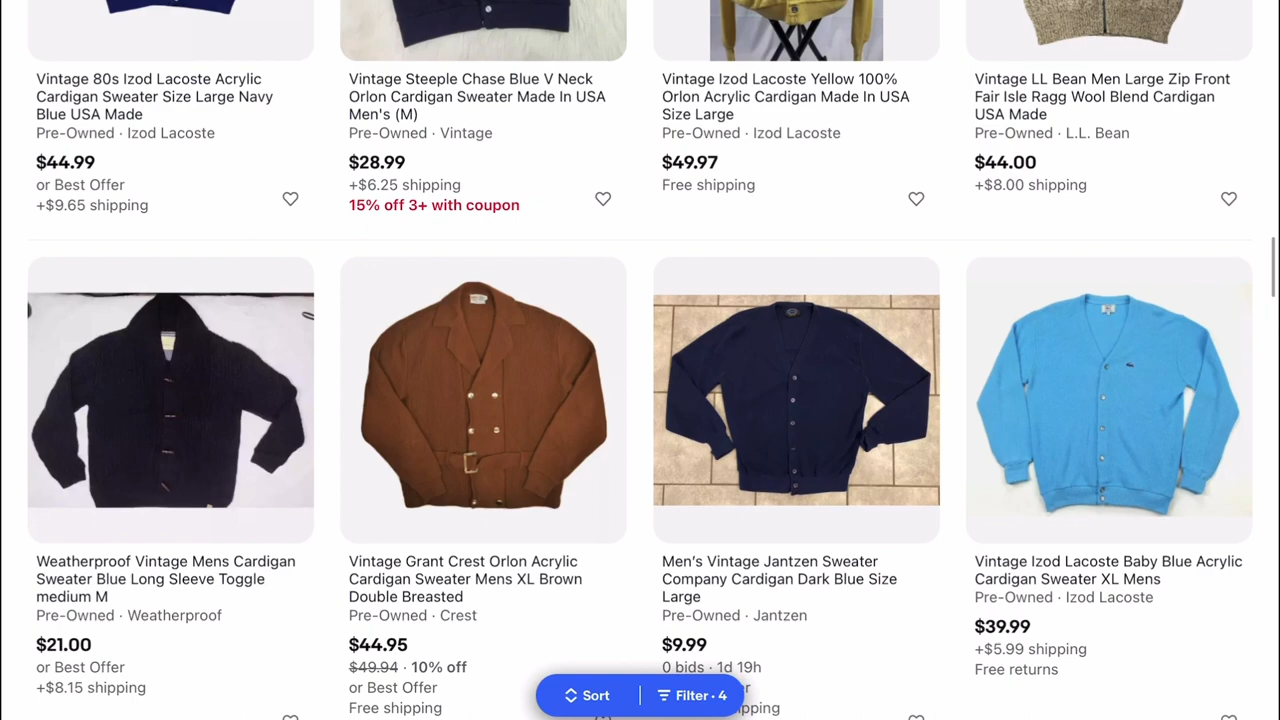 Vintage 80s Izod Lacoste Acrylic
Cardigan Sweater Size Large Navy
Blue USA Made
Pre-Owned · Izod Lacoste
$44.99
or Best Offer
+$9.65 shipping
Vintage Steeple Chase Blue V Neck
Orlon Cardigan Sweater Made In USA
Men's (M)
Pre-Owned · Vintage
$28.99
+$6.25 shipping
15% off 3+ with coupon
Vintage Izod Lacoste Yellow 100%
Orlon Acrylic Cardigan Made In USA
Size Large
Pre-Owned · Izod Lacoste
$49.97
Free shipping
Vintage LL Bean Men Large Zip Front
Fair Isle Ragg Wool Blend Cardigan
USA Made
Pre-Owned · L.L. Bean
$44.00
+$8.00 shipping
Weatherproof Vintage Mens Cardigan
Sweater Blue Long Sleeve Toggle
medium M
Pre-Owned · Weatherproof
$21.00
or Best Offer
+$8.15 shipping
Vintage Grant Crest Orlon Acrylic
Cardigan Sweater Mens XL Brown
Double Breasted
Pre-Owned · Crest
$44.95
$49.94 · 10% off
or Best Offer
Free shipping
Men’s Vintage Jantzen Sweater
Company Cardigan Dark Blue Size
Large
Pre-Owned · Jantzen
$9.99
0 bids · 1d 19h
Vintage Izod Lacoste Baby Blue Acrylic
Cardigan Sweater XL Mens
Pre-Owned · Izod Lacoste
$39.99
+$5.99 shipping
Free returns
Sort
Filter · 4